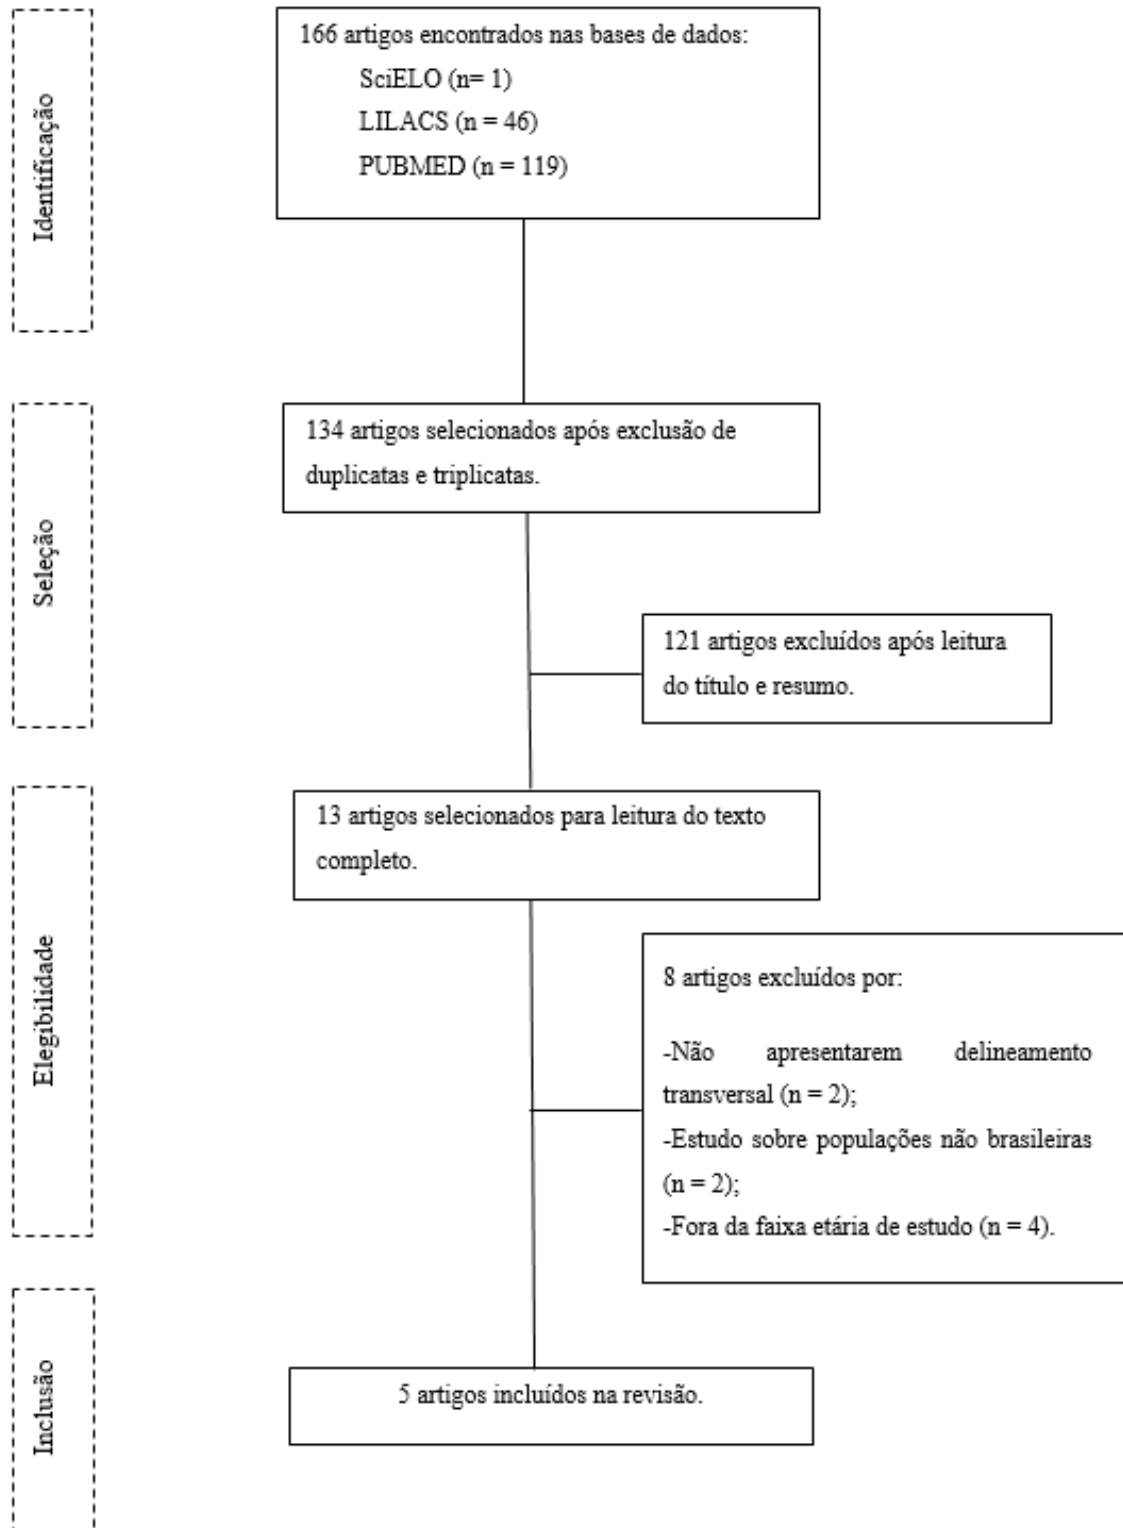 Identificação
166 artigos encontrados nas bases de dados:
SciELO (n= 1)
LILACS (n = 46)
PUBMED (n = 119)
Seleção
134 artigos selecionados após exclusão de
duplicatas e triplicatas.
121 artigos excluídos após leitura
do título e resumo.
Elegibilidade
13 artigos selecionados para leitura do texto
completo.
8 artigos excluídos por:
-Não apresentarem delineamento
transversal (n = 2);
-Estudo sobre populações não brasileiras
(n = 2);
-Fora da faixa etária de estudo (n = 4).
Inclusão
5 artigos incluídos na revisão.